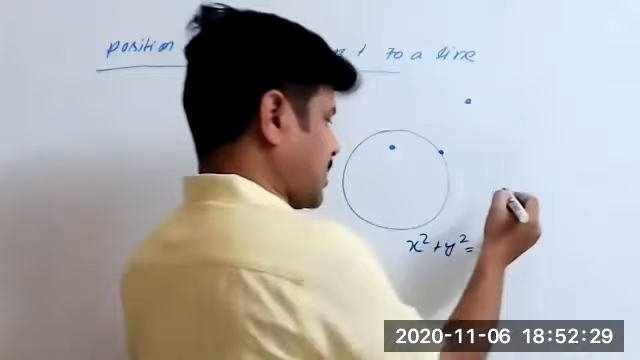 position to a line
x²+y²=
2020-11-06 18:52:29